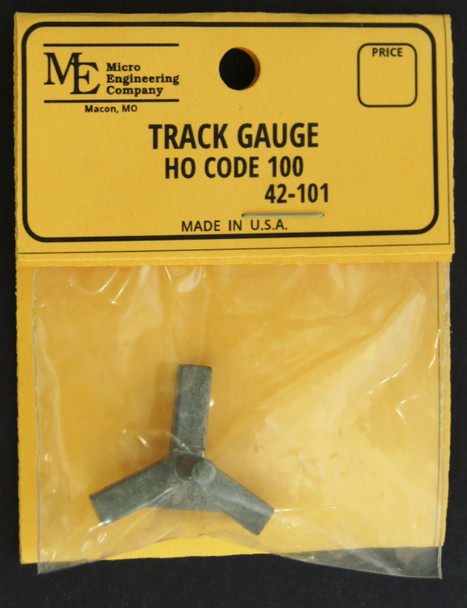 ME Micro
Engineering
Company
Macon, MO
PRICE
TRACK GAUGE
HO CODE 100
42-101
MADE IN U.S.A.